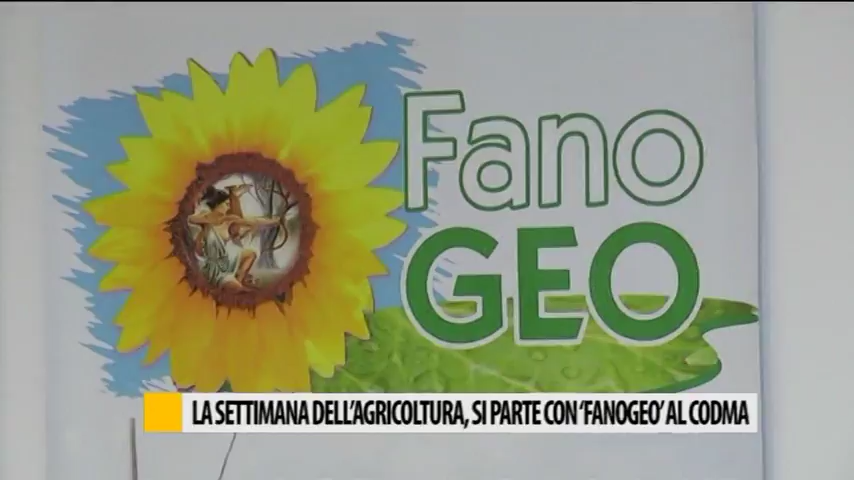 Fano
GEO
LA SETTIMANA DELL'AGRICOLTURA, SI PARTE CON 'FANOGEO' AL CODMA